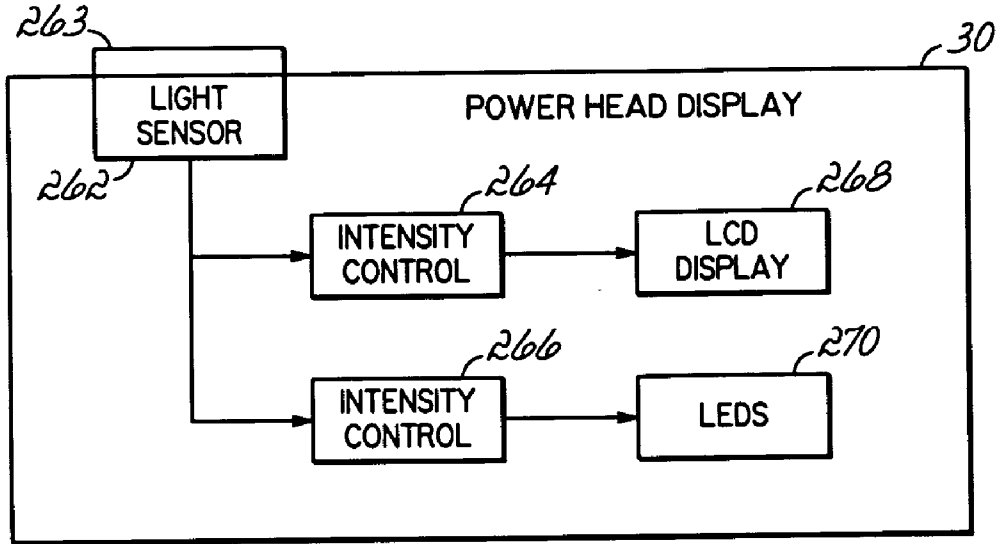 263
30
LIGHT
SENSOR
POWER HEAD DISPLAY
262
264
268
INTENSITY
CONTROL
LCD
DISPLAY
266
270
INTENSITY
CONTROL
LEDS